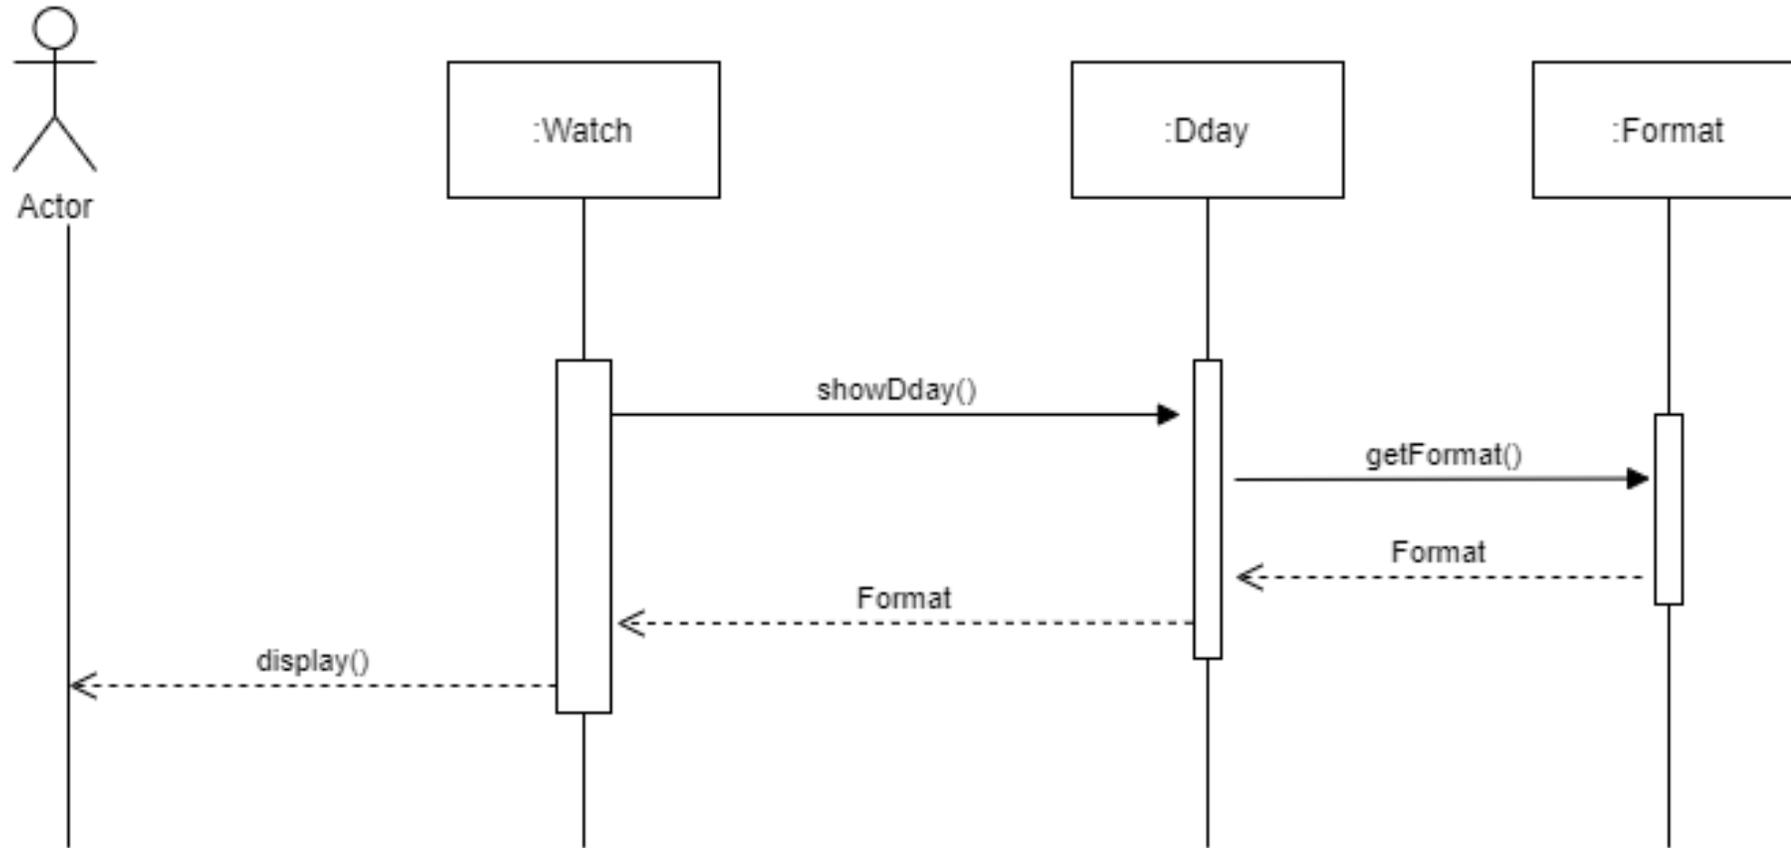 Actor
:Watch
:Dday
:Format
showDday()
getFormat()
Format
Format
display()